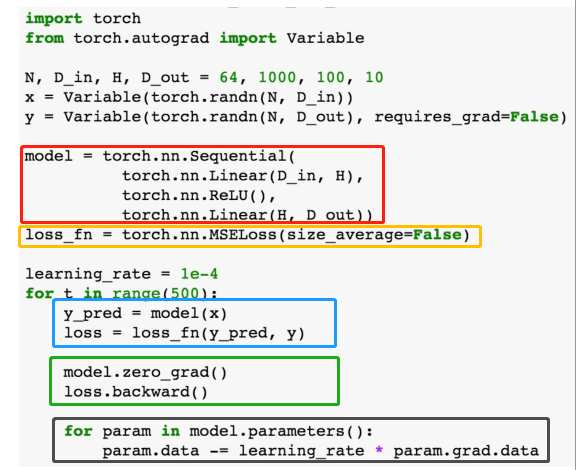 import torch
from torch.autograd import Variable
N, D_in, H, D_out = 64, 1000, 100, 10
x = Variable(torch.randn(N, D_in))
y = Variable(torch.randn(N, D_out), requires_grad=False)
model = torch.nn.Sequential(
torch.nn.Linear(D_in, H),
torch.nn.ReLU(),
torch.nn.Linear(H, D_out))
loss_fn = torch.nn.MSELoss(size_average=False)
learning_rate = 1e-4
for t in range(500):
y_pred = model(x)
loss = loss_fn(y_pred, y)
model.zero_grad()
loss.backward()
for param in model.parameters():
param.data -= learning_rate * param.grad.data